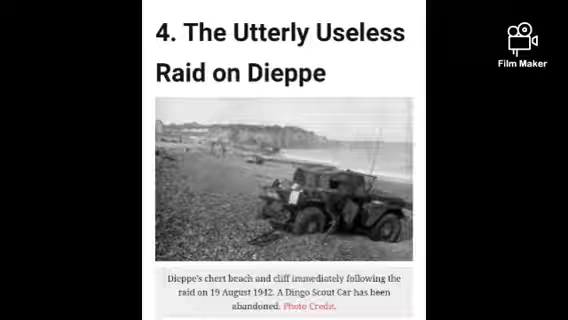 4. The Utterly Useless
Raid on Dieppe
Film Maker
Dieppe's chert beach and cliff immediately following the
raid on 19 August 1942. A Dingo Scout Car has been
abandoned. Photo Credit.